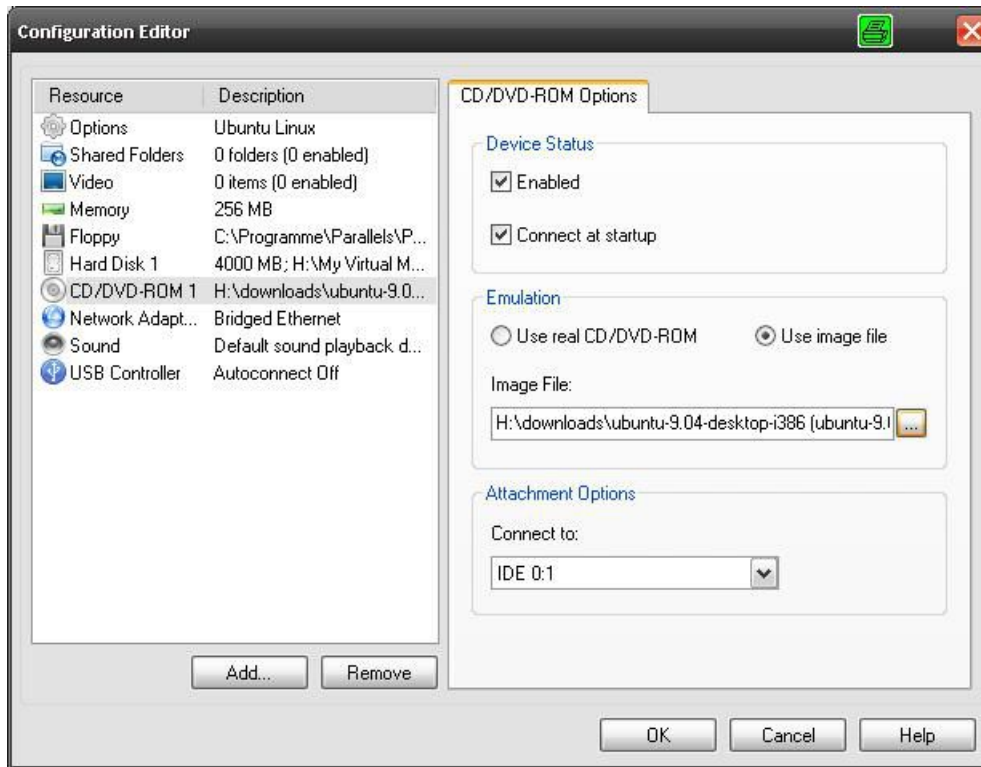 Configuration Editor
Resource Description
Options Ubuntu Linux
Shared Folders 0 folders (0 enabled)
Video 0 items (0 enabled)
Memory 256 MB
Floppy C:\Programme\Parallels\P...
Hard Disk 1 4000 MB; H:\My Virtual M...
CD/DVD-ROM 1 H:\downloads\ubuntu-9.0...
Network Adapt... Bridged Ethernet
Sound Default sound playback d...
USB Controller Autoconnect Off
Add... Remove
CD/DVD-ROM Options
Device Status
Enabled
Connect at startup
Emulation
Use real CD/DVD-ROM Use image file
Image File:
H:\downloads\ubuntu-9.04-desktop-i386 (ubuntu-9.0 ...
Attachment Options
Connect to:
IDE 0:1
OK Cancel Help